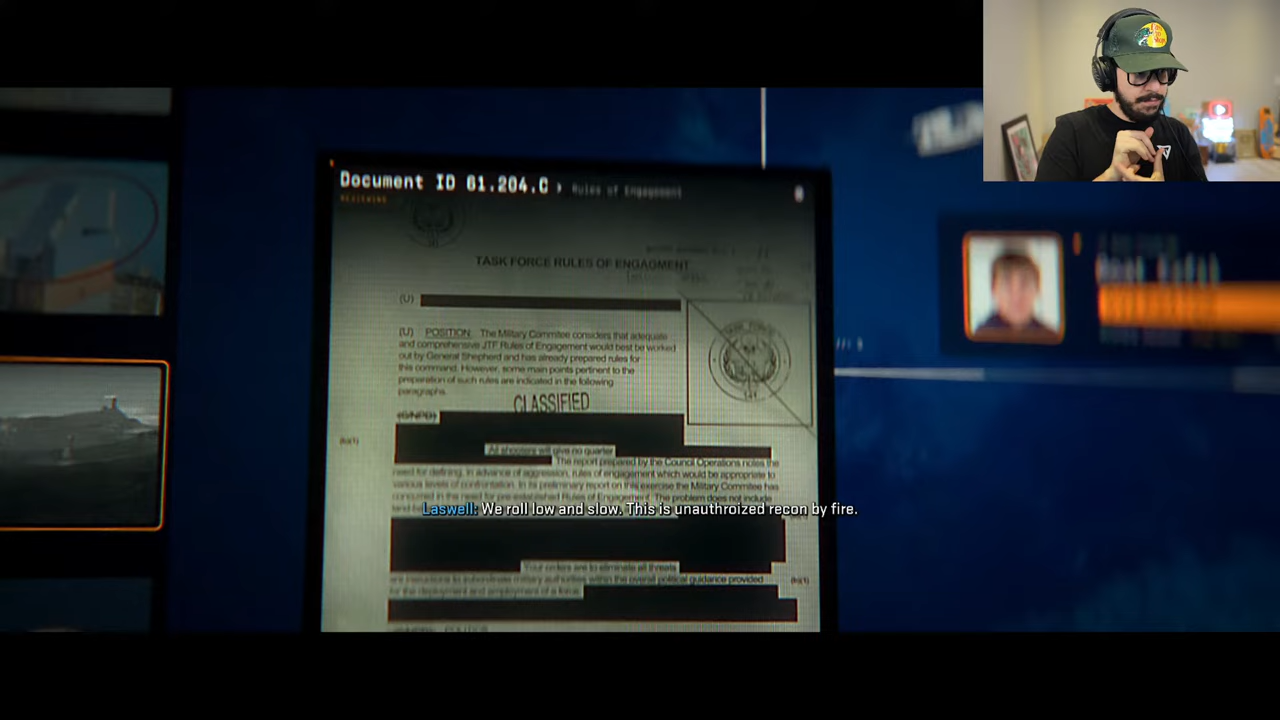 Document ID 61.204.C › Rules of Engagement
TASK FORCE RULES OF ENGAGMENT
(U)
(U) POSITION: The Military Commitee considers that adequate
and comprehensive JTF Rules of Engagement would best be worked
out by General Shepherd and has already prepared rules for
this command. However, some main points pertinent to the
preparation of such rules are indicated in the following
paragraphs.
CLASSIFIED
All shooters will give no quarter
The report prepared by the Council Operations notes the
need for defining, in advance of aggression, rules of engagement which would be appropriate to
various levels of confrontation. In its preliminary report on this exercise the Military Commitee has
concurred in the need for pre-established Rules of Engagement. The problem does not include
Laswell: We roll low and slow. This is unauthroized recon by fire.
Your orders are to eliminate all threats
instructions to subordinate military authorities within the overall political guidance provided
for the deployment and employment of a force